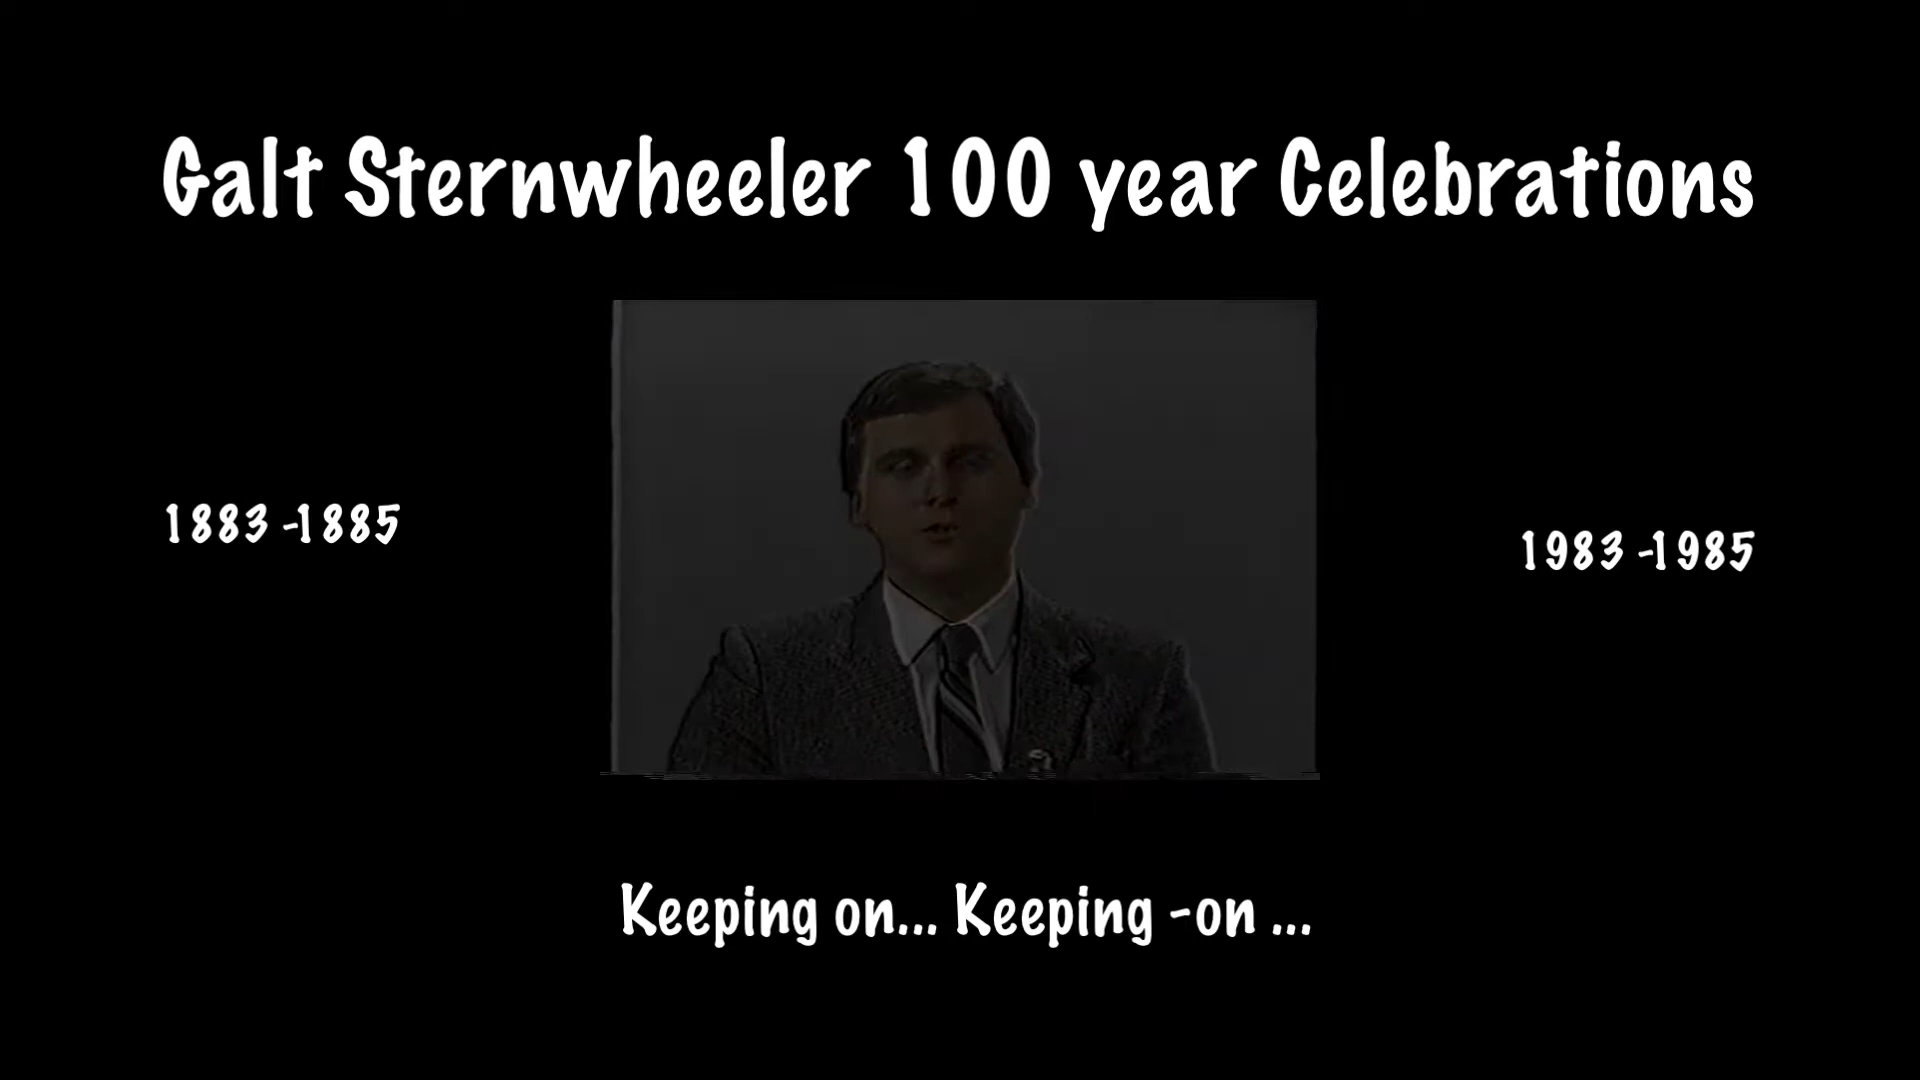 Galt Sternwheeler 100 year Celebrations
1883 -1885
1983 -1985
Keeping on... Keeping -on ...